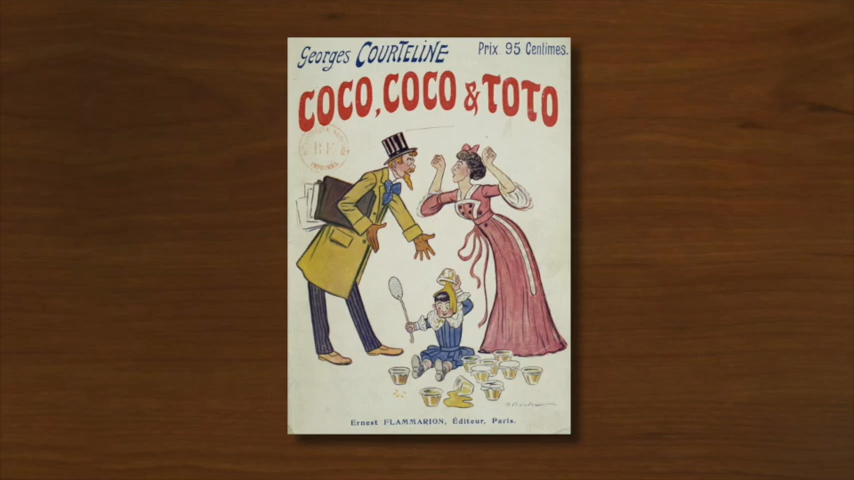 Georges COURTELINE
Prix 95 Centimes.
COCO, COCO & TOTO
Ernest FLAMMARION, Éditeur, Paris.